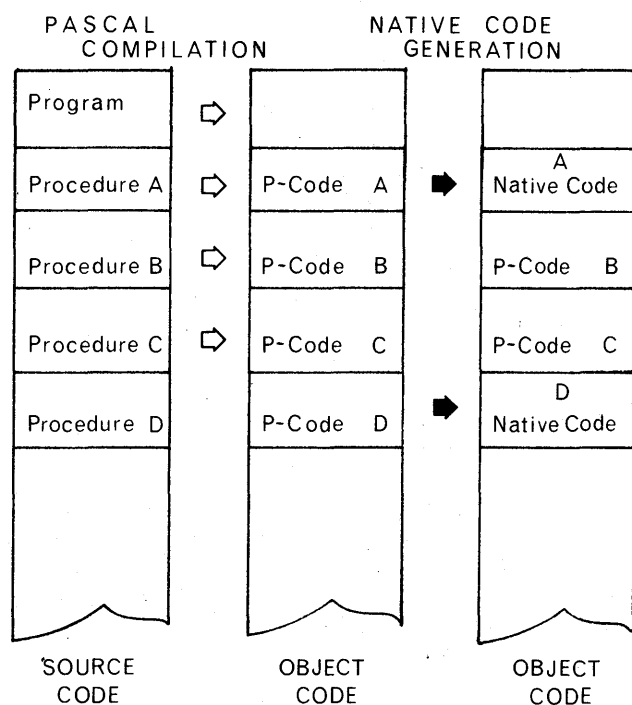 PASCAL
COMPILATION
NATIVE CODE
GENERATION
Program
Procedure A
P-Code A
A
Native Code
Procedure B
P-Code B
P-Code B
Procedure C
P-Code C
P-Code C
Procedure D
P-Code D
D
Native Code
SOURCE
CODE
OBJECT
CODE
OBJECT
CODE